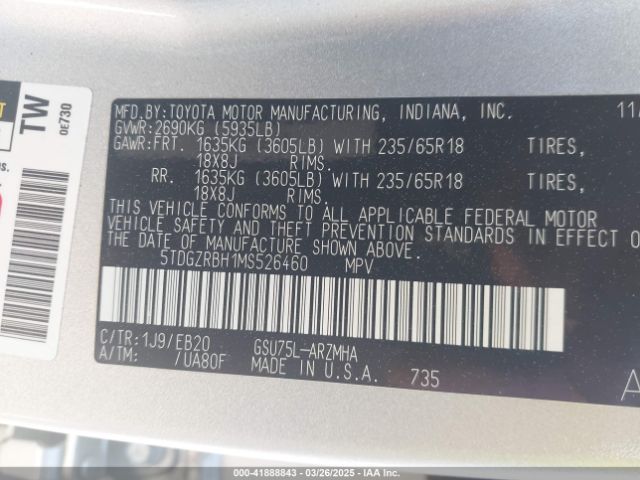 TW
OE730
MFD.BY:TOYOTA MOTOR MANUFACTURING, INDIANA, INC. 11/
GVWR:2690KG (5935LB)
GAWR:FRT. 1635KG (3605LB) WITH 235/65R18 TIRES,
18X8J RIMS.
RR. 1635KG (3605LB) WITH 235/65R18 TIRES,
18X8J RIMS.
THIS VEHICLE CONFORMS TO ALL APPLICABLE FEDERAL MOTOR
VEHICLE SAFETY AND THEFT PREVENTION STANDARDS IN EFFECT O
THE DATE OF MANUFACTURE SHOWN ABOVE.
5TDGZRBH1MS526460 MPV
C/TR:1J9/EB20 GSU75L-ARZMHA
A/TM: /UA80F MADE IN U.S.A. 735
A
000-41888843 03/26/2025 IAAI, Inc.